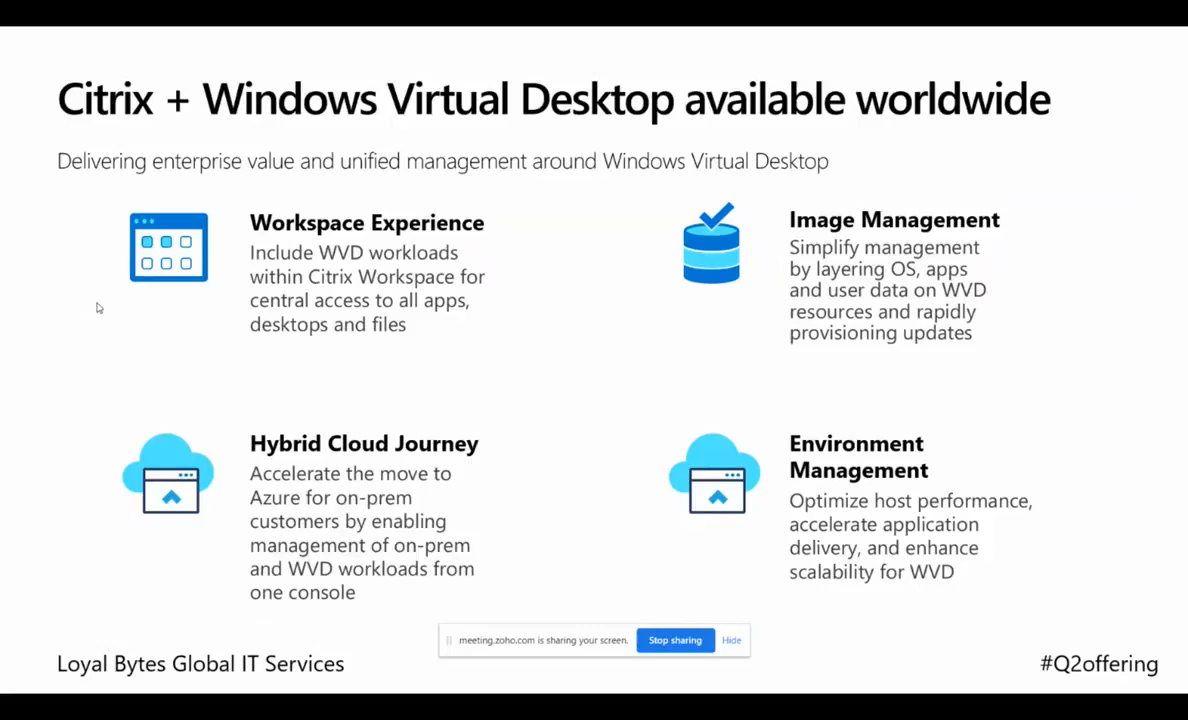 Citrix + Windows Virtual Desktop available worldwide
Delivering enterprise value and unified management around Windows Virtual Desktop
Workspace Experience
Include WVD workloads
within Citrix Workspace for
central access to all apps,
desktops and files
Image Management
Simplify management
by layering OS, apps
and user data on WVD
resources and rapidly
provisioning updates
Hybrid Cloud Journey
Accelerate the move to
Azure for on-prem
customers by enabling
management of on-prem
and WVD workloads from
one console
Environment
Management
Optimize host performance,
accelerate application
delivery, and enhance
scalability for WVD
meeting.zoho.com is sharing your screen. Stop sharing Hide
Loyal Bytes Global IT Services
#Q2offering